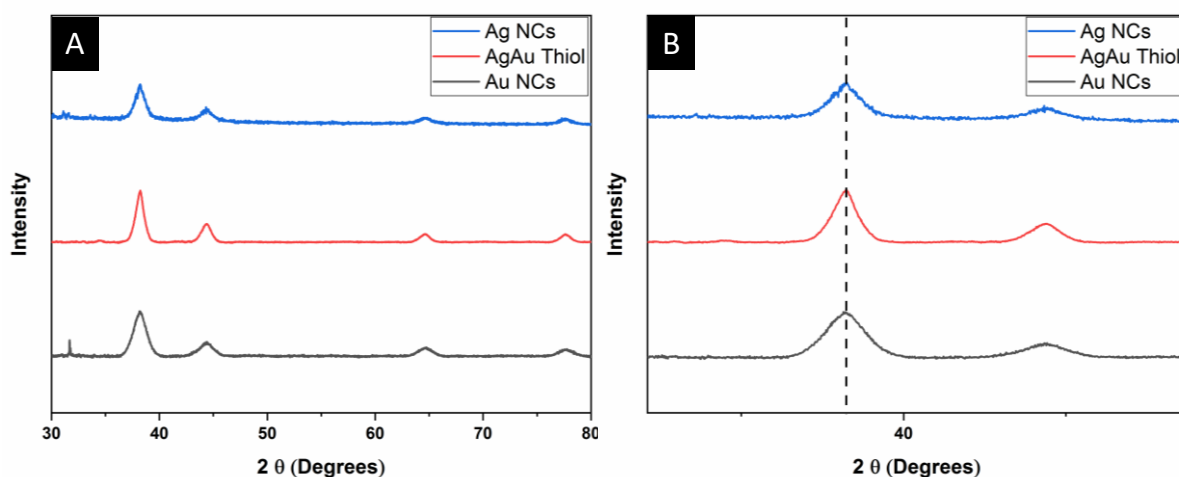 A
Ag NCs
AgAu Thiol
Au NCs
Intensity
30 40 50 60 70 80
2 θ (Degrees)
B
Ag NCs
AgAu Thiol
Au NCs
Intensity
40
2 θ (Degrees)